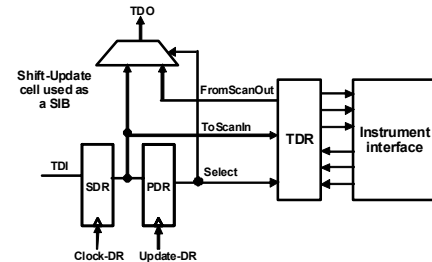 TDO
Shift-Update
cell used as
a SIB
FromScanOut
ToScanIn
TDR
Instrument
interface
TDI
SDR
PDR
Select
Clock-DR
Update-DR